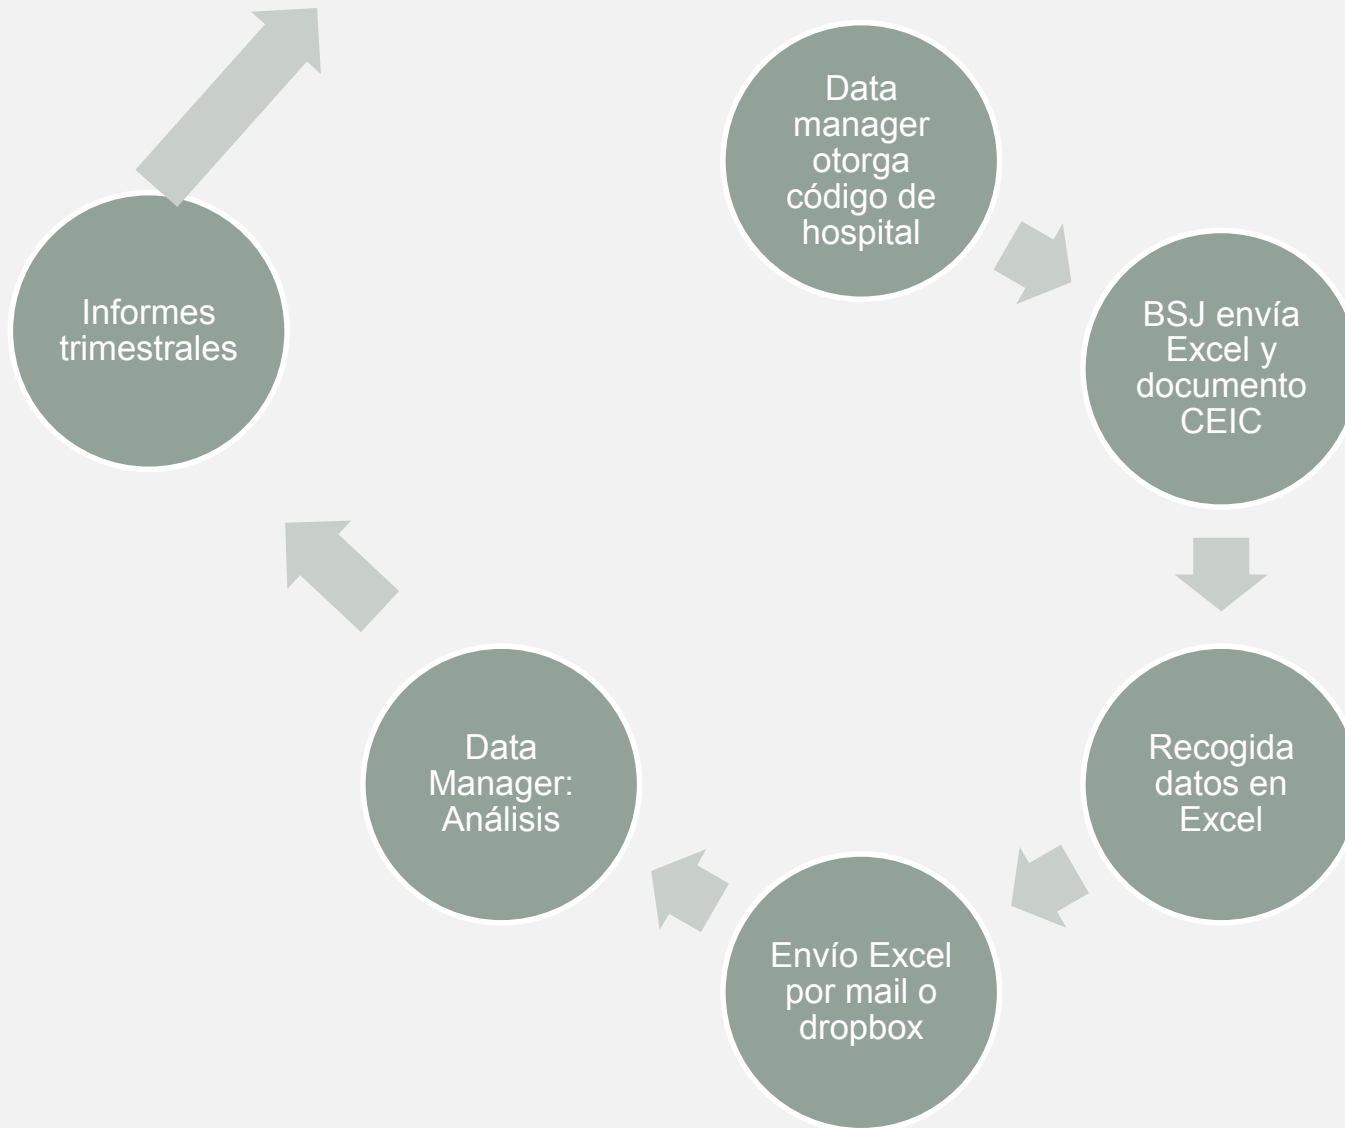 Data
manager
otorga
código de
hospital
BSJ envía
Excel y
documento
CEIC
Recogida
datos en
Excel
Envío Excel
por mail o
dropbox
Data
Manager:
Análisis
Informes
trimestrales